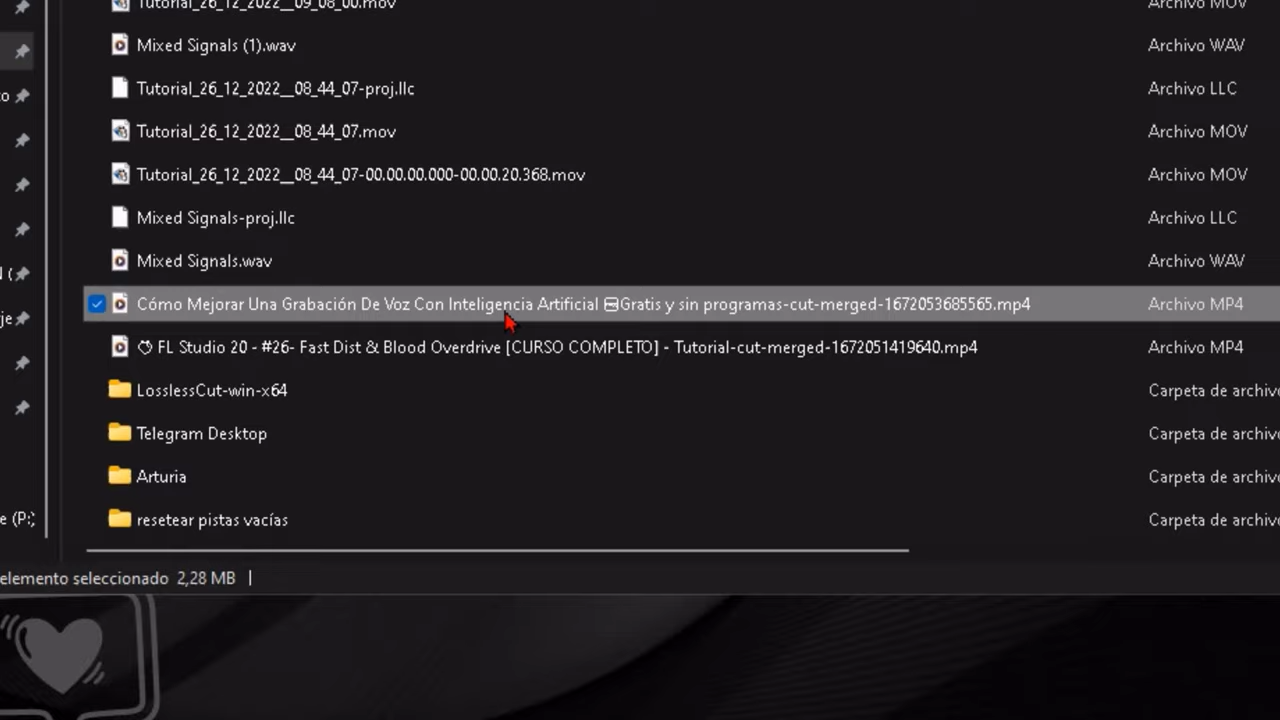 Tutorial_26_12_2022__09_08_00.mov Archivo MOV
Mixed Signals (1).wav Archivo WAV
Tutorial_26_12_2022__08_44_07-proj.llc Archivo LLC
Tutorial_26_12_2022__08_44_07.mov Archivo MOV
Tutorial_26_12_2022__08_44_07-00.00.00.000-00.00.20.368.mov Archivo MOV
Mixed Signals-proj.llc Archivo LLC
Mixed Signals.wav Archivo WAV
Cómo Mejorar Una Grabación De Voz Con Inteligencia Artificial Gratis y sin programas-cut-merged-1672053685565.mp4 Archivo MP4
FL Studio 20 - #26- Fast Dist & Blood Overdrive [CURSO COMPLETO] - Tutorial-cut-merged-1672051419640.mp4 Archivo MP4
LosslessCut-win-x64 Carpeta de archivo
Telegram Desktop Carpeta de archivo
Arturia Carpeta de archivo
e (P:) resetear pistas vacías Carpeta de archivo
elemento seleccionado 2,28 MB